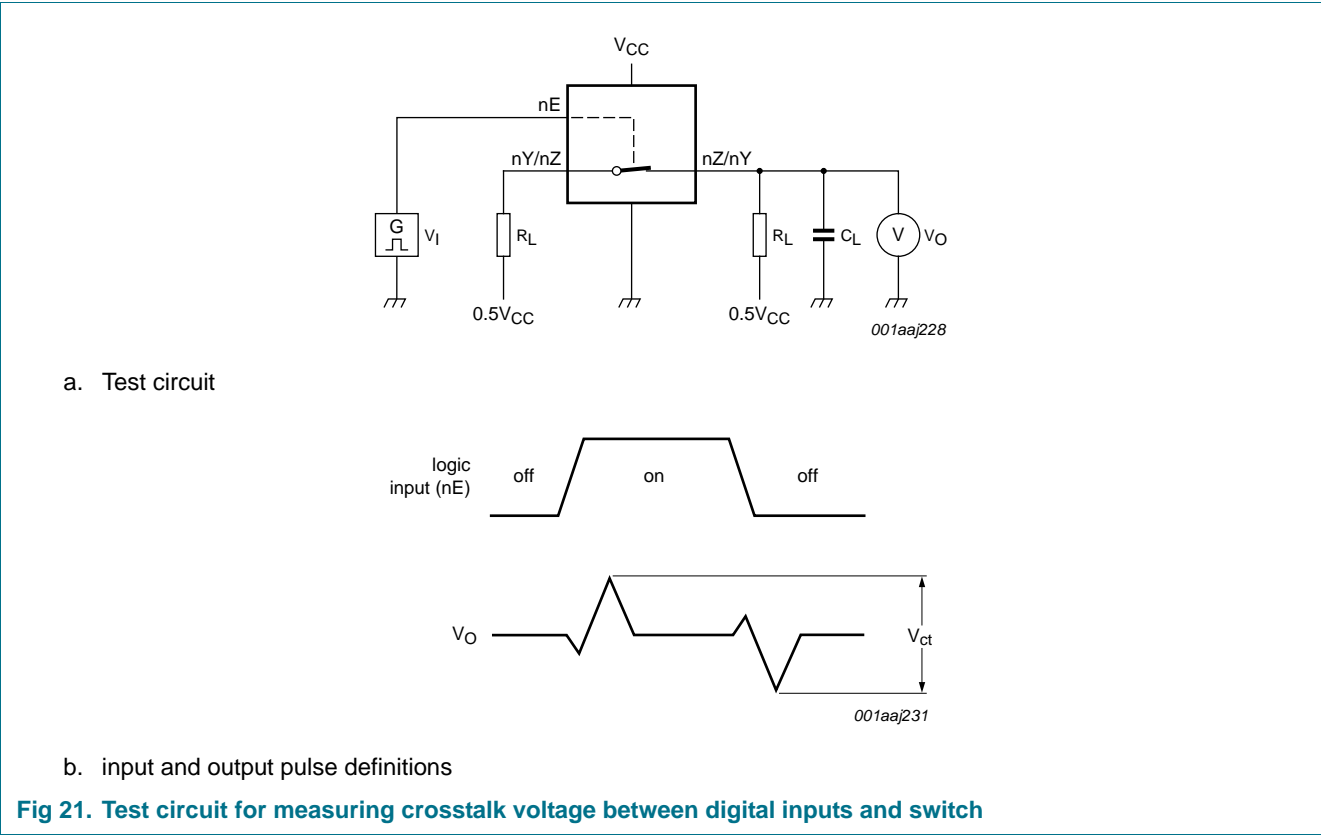 VCC
nE
nY/nZ
nZ/nY
G
VI
RL
RL
CL
V
VO
0.5VCC
0.5VCC
001aaj228
a. Test circuit
logic
input (nE)
off
on
off
VO
Vct
001aaj231
b. input and output pulse definitions
Fig 21. Test circuit for measuring crosstalk voltage between digital inputs and switch